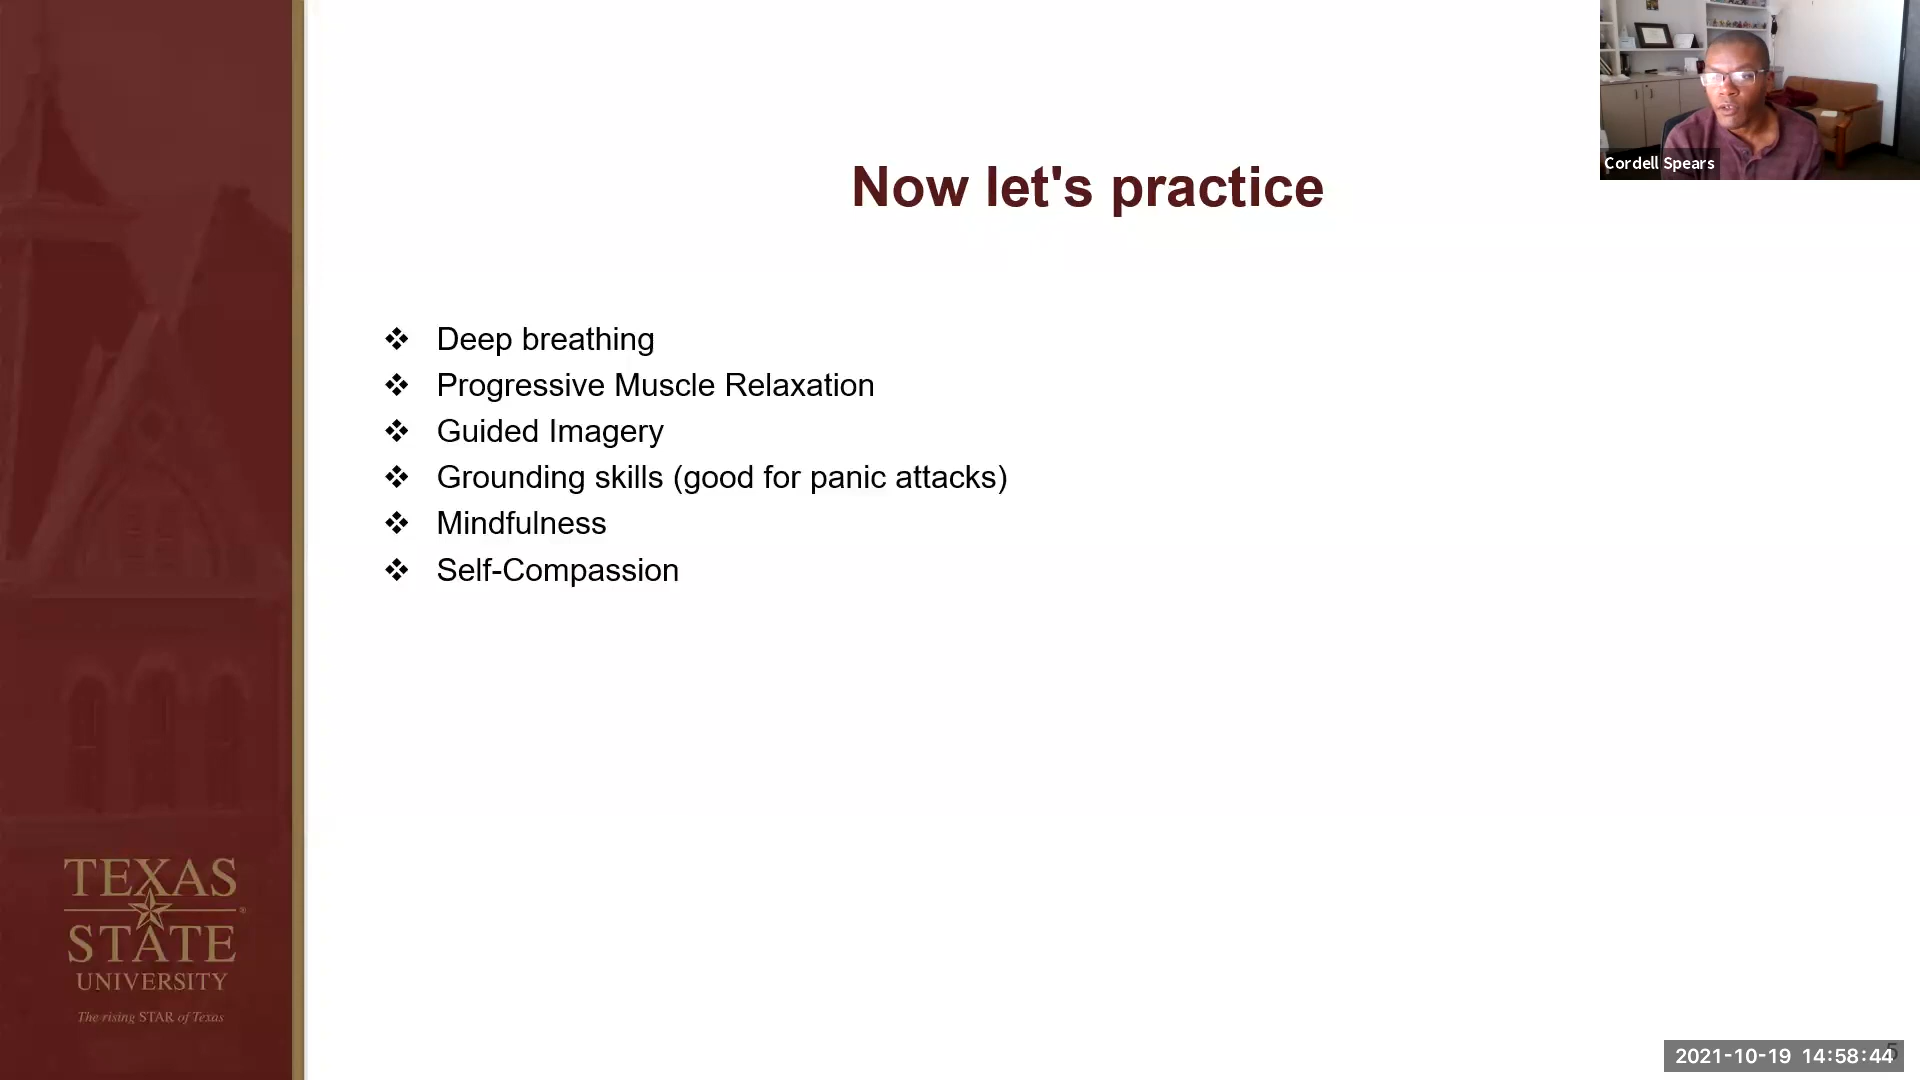 Cordell Spears
Now let's practice
❖ Deep breathing
❖ Progressive Muscle Relaxation
❖ Guided Imagery
❖ Grounding skills (good for panic attacks)
❖ Mindfulness
❖ Self-Compassion
TEXAS
STATE
®
UNIVERSITY
The rising STAR of Texas
5
2021-10-19 14:58:44